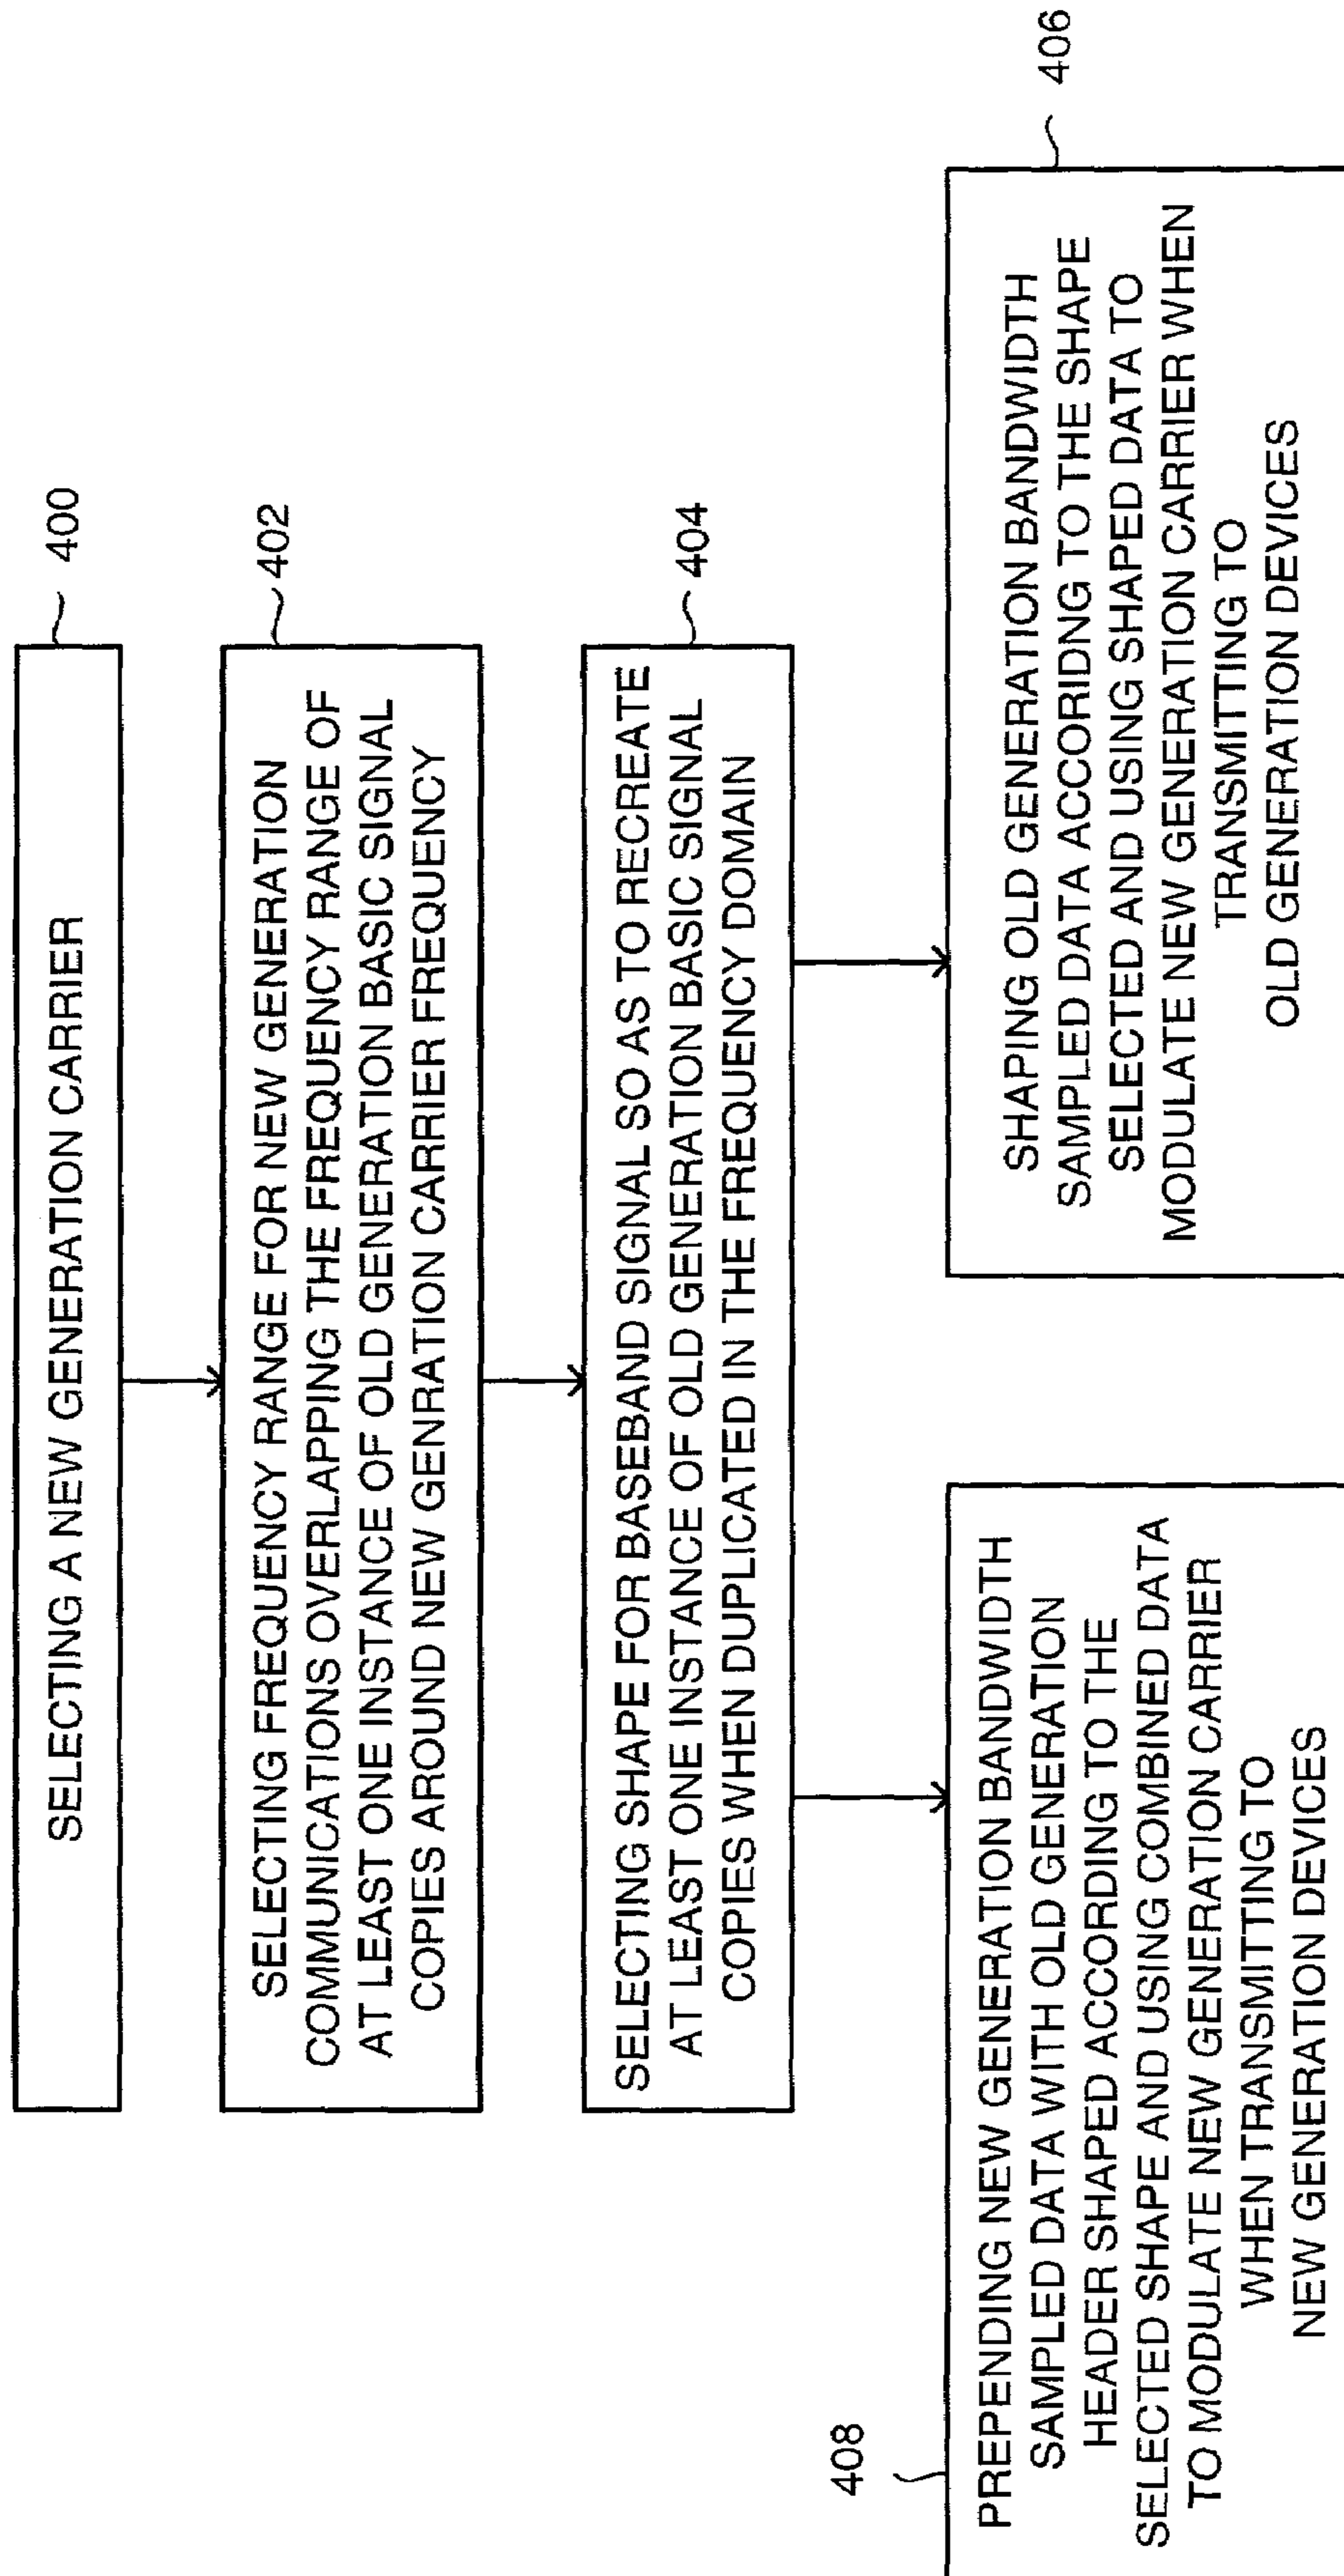 SELECTING A NEW GENERATION CARRIER
400
SELECTING FREQUENCY RANGE FOR NEW GENERATION
COMMUNICATIONS OVERLAPPING THE FREQUENCY RANGE OF
AT LEAST ONE INSTANCE OF OLD GENERATION BASIC SIGNAL
COPIES AROUND NEW GENRATION CARRIER FREQUENCY
402
SELECTING SHAPE FOR BASEBAND SIGNAL SO AS TO RECREATE
AT LEAST ONE INSTANCE OF OLD GENERATION BASIC SIGNAL
COPIES WHEN DUPLICATED IN THE FREQUENCY DOMAIN
404
408
PREPENDING NEW GENERATION BANDWIDTH
SAMPLED DATA WITH OLD GENERATION
HEADER SHAPED ACCORDING TO THE
SELECTED SHAPE AND USING COMBINED DATA
TO MODULATE NEW GENERATION CARRIER
WHEN TRANSMITTING TO
NEW GENERATION DEVICES
SHAPING OLD GENERATION BANDWIDTH
SAMPLED DATA ACCORIDNG TO THE SHAPE
SELECTED AND USING SHAPED DATA TO
MODULATE NEW GENERATION CARRIER WHEN
TRANSMITTING TO
OLD GENERATION DEVICES
406